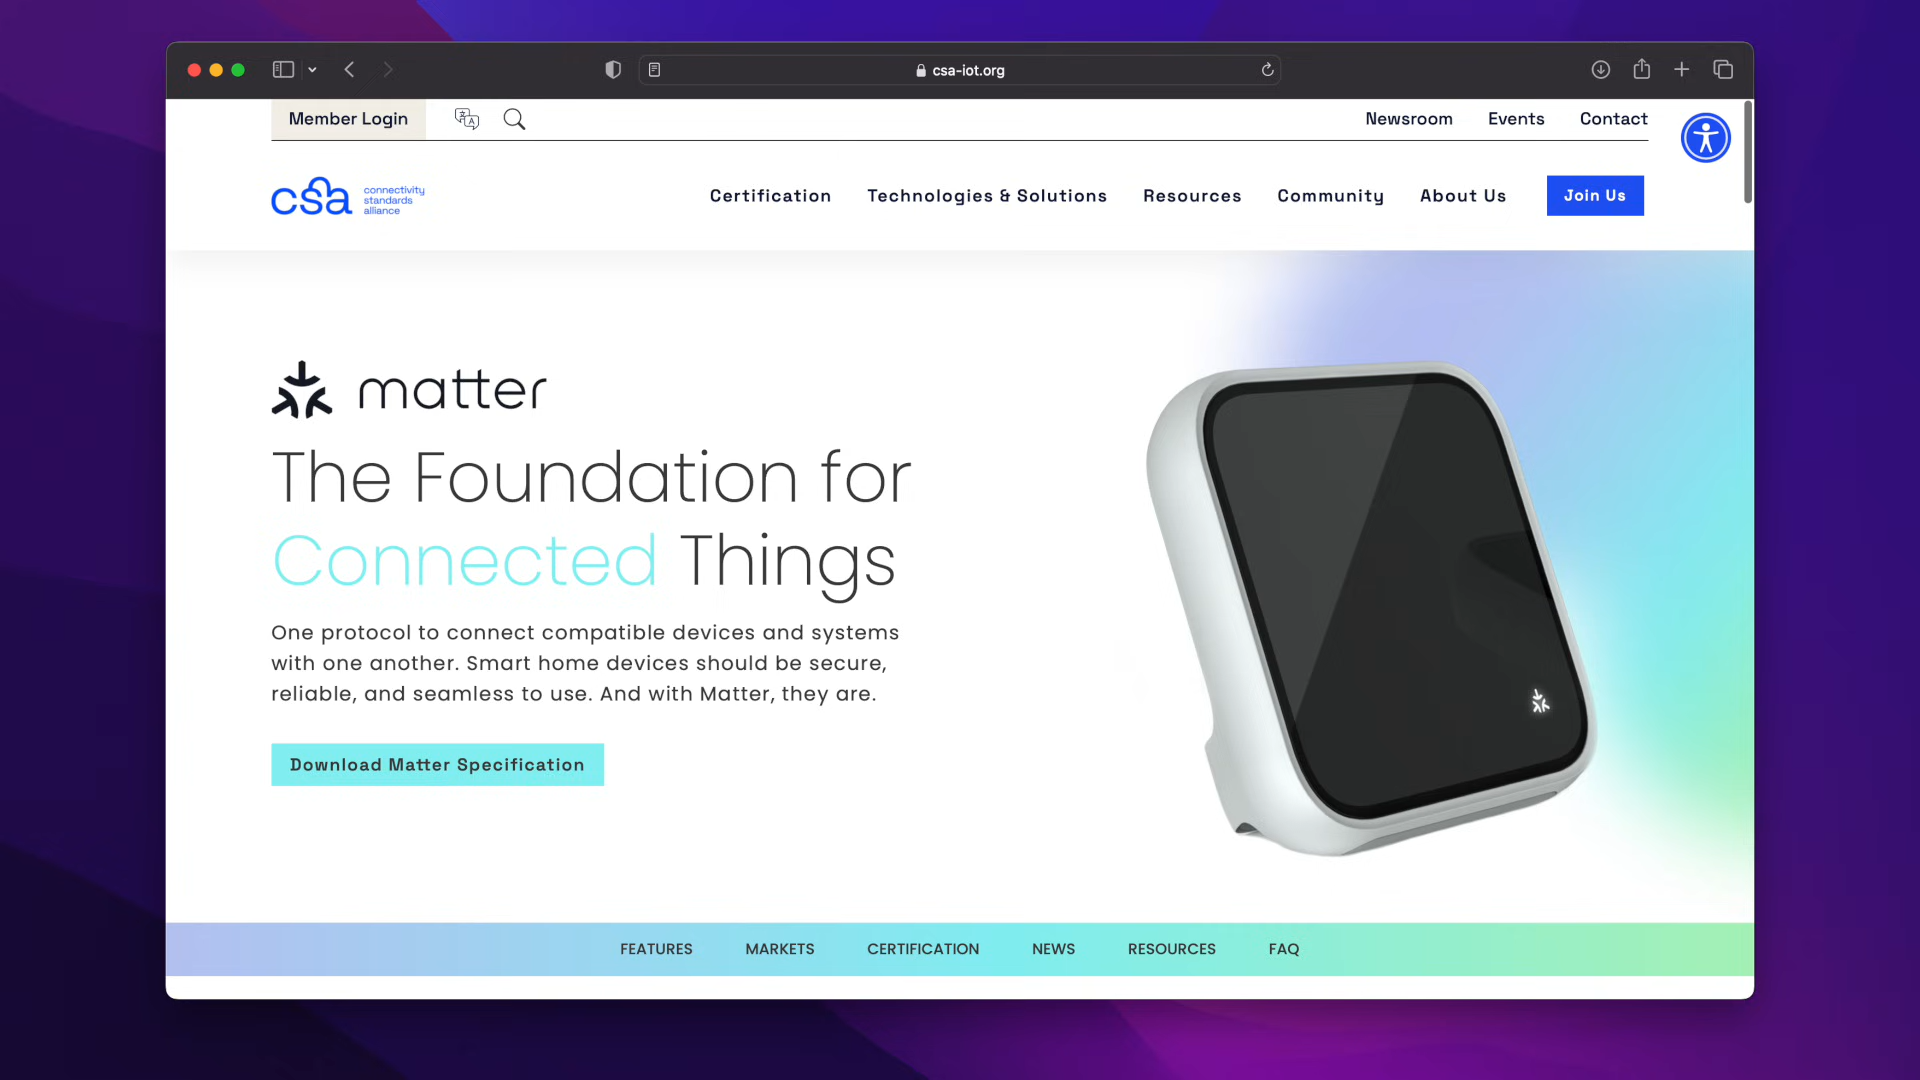 csa-iot.org
Member Login
Newsroom
Events
Contact
csa connectivity
standards
alliance
Certification
Technologies & Solutions
Resources
Community
About Us
Join Us
matter
The Foundation for
Connected Things
One protocol to connect compatible devices and systems
with one another. Smart home devices should be secure,
reliable, and seamless to use. And with Matter, they are.
Download Matter Specification
FEATURES
MARKETS
CERTIFICATION
NEWS
RESOURCES
FAQ